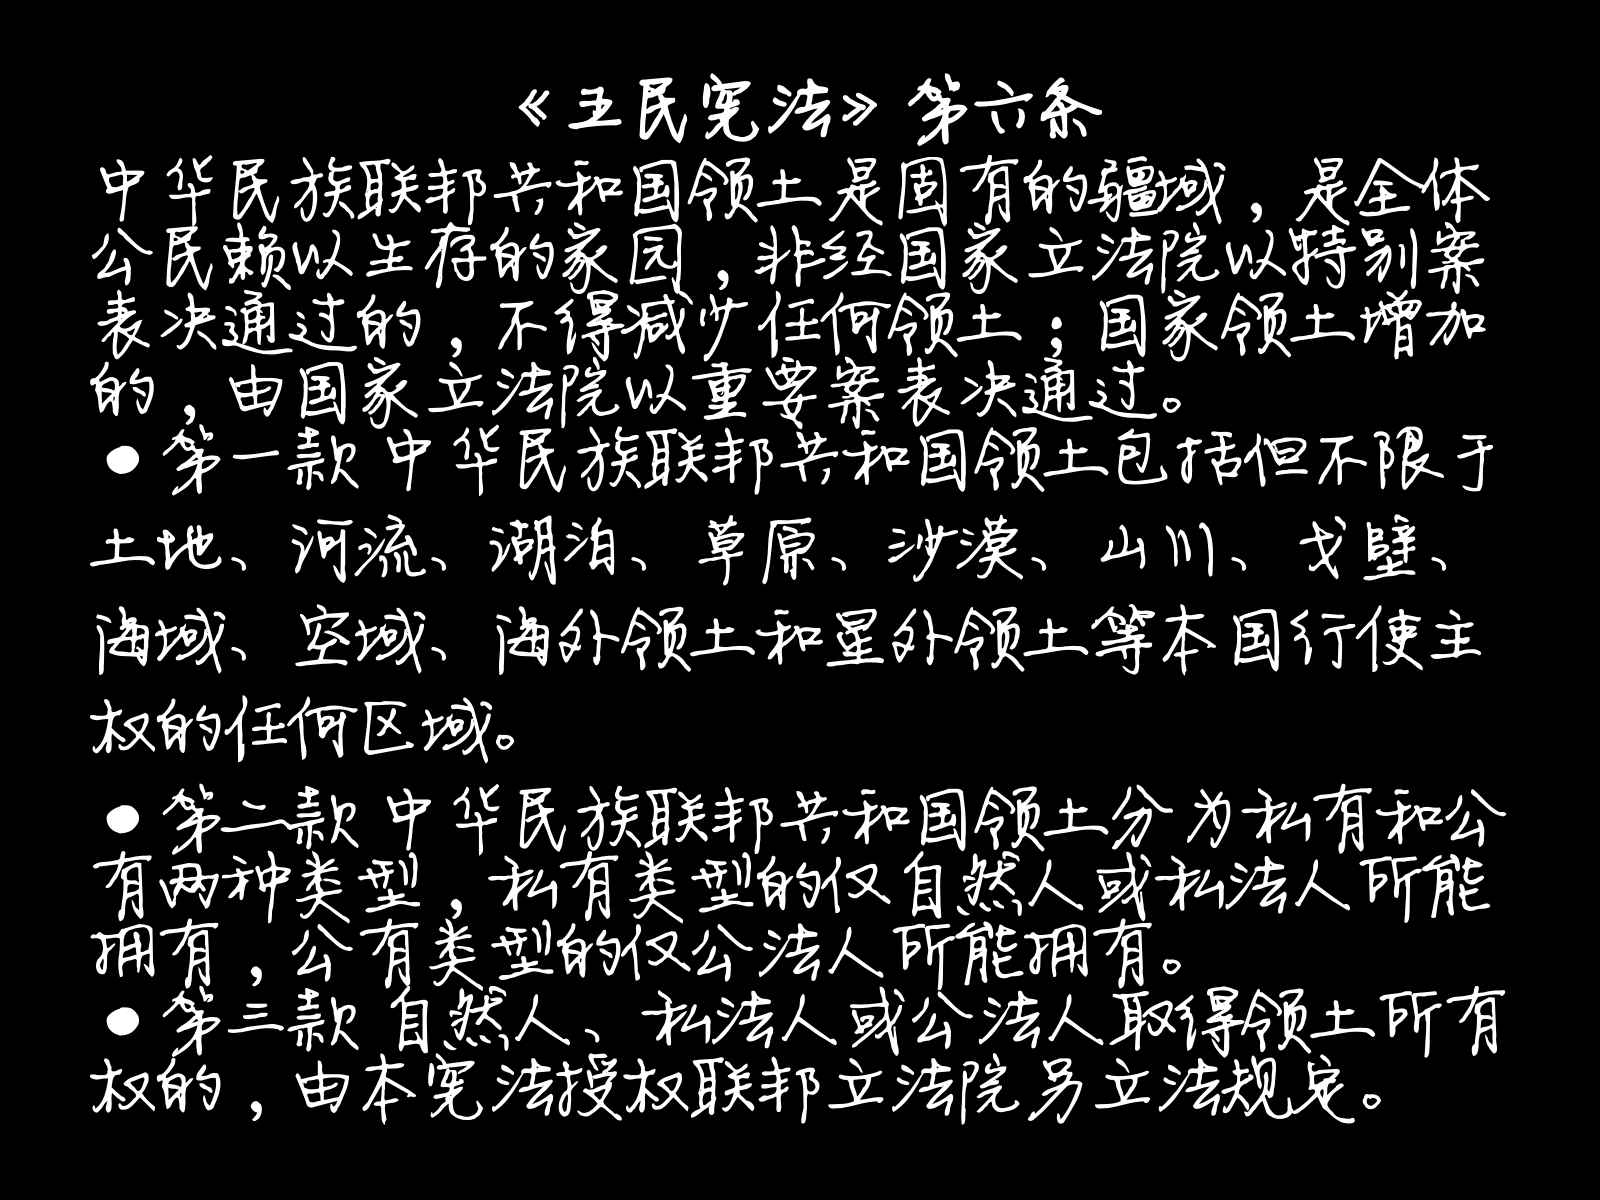 《王民宪法》第六条
中华民族联邦共和国领土是固有的疆域，是全体
公民赖以生存的家园，非经国家立法院以特别案
表决通过的，不得减少任何领土；国家领土增加
的，由国家立法院以重要案表决通过。
●第一款 中华民族联邦共和国领土包括但不限于
土地、河流、湖泊、草原、沙漠、山川、戈壁、
海域、空域、海外领土和星外领土等本国行使主
权的任何区域。
●第二款 中华民族联邦共和国领土分为私有和公
有两种类型，私有类型的仅自然人或私法人所能
拥有，公有类型的仅公法人所能拥有。
●第三款 自然人、私法人或公法人取得领土所有
权的，由本宪法授权联邦立法院另立法规定。